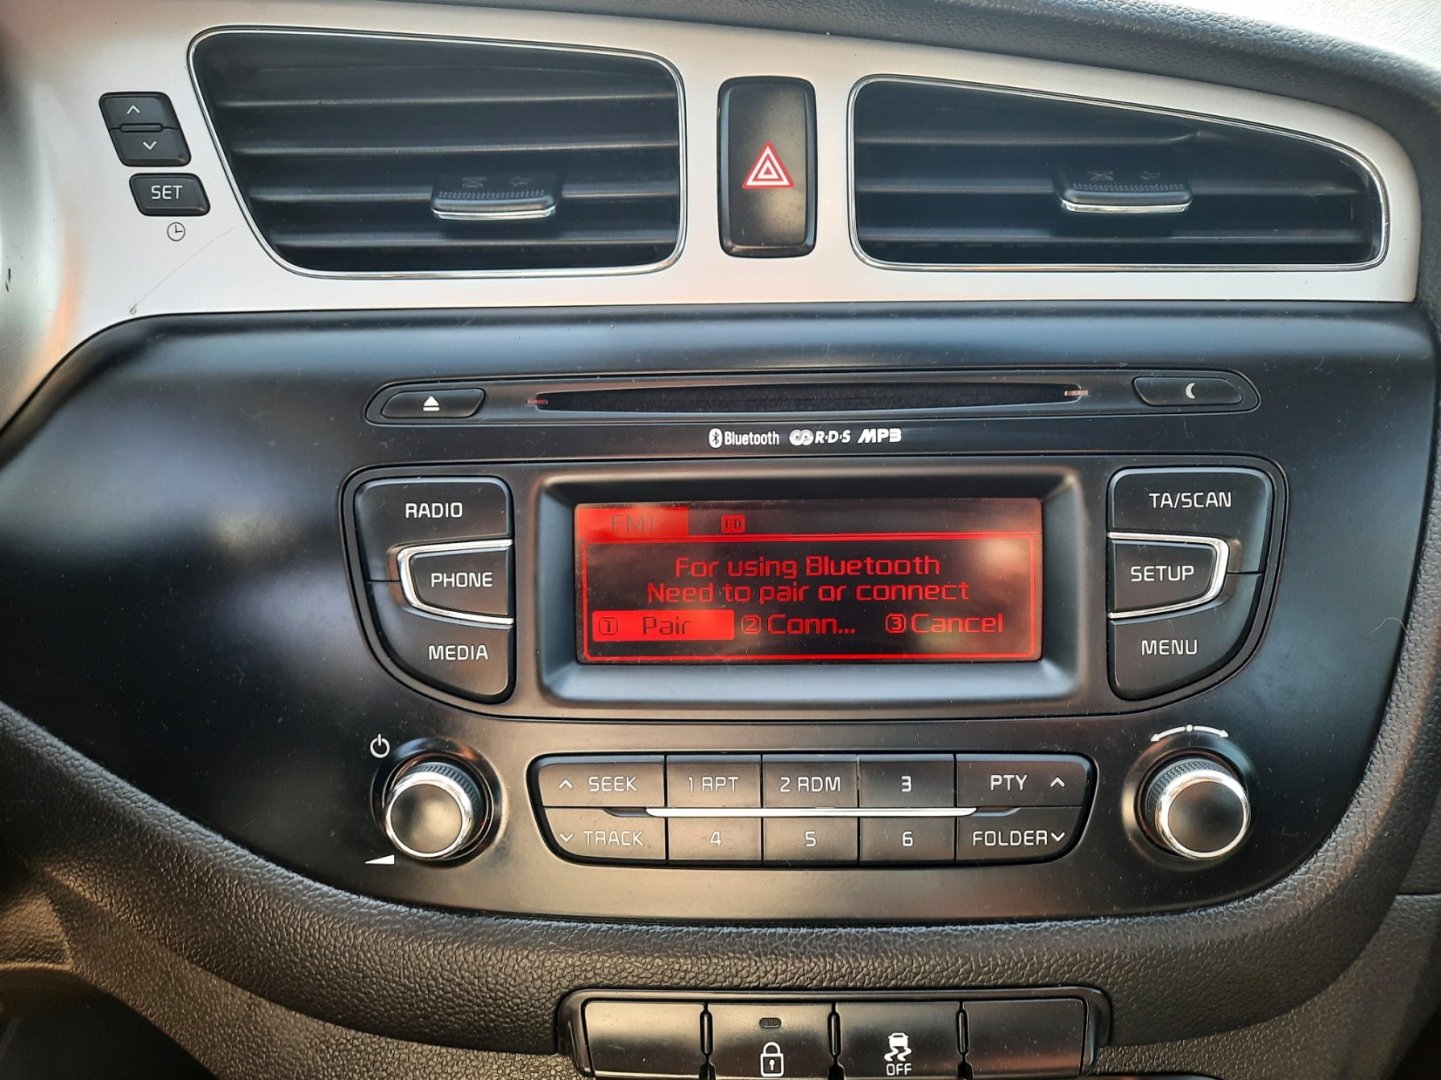 SET
Bluetooth R·D·S MP3
RADIO
PHONE
MEDIA
FM1 CD
For using Bluetooth
Need to pair or connect
1 Pair 2 Conn... 3 Cancel
TA/SCAN
SETUP
MENU
SEEK 1 RPT 2 RDM 3 PTY
TRACK 4 5 6 FOLDER
OFF